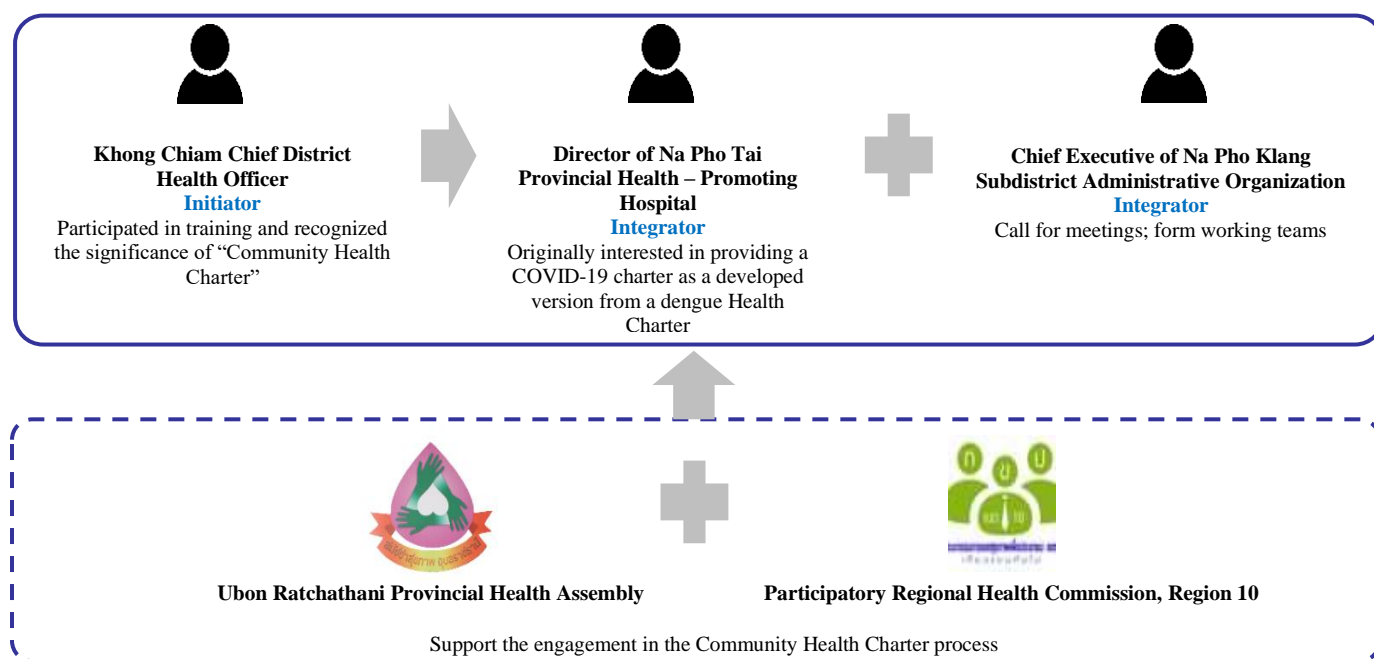 Khong Chiam Chief District
Health Officer
Initiator
Participated in training and recognized
the significance of “Community Health
Charter”
Director of Na Pho Tai
Provincial Health – Promoting
Hospital
Integrator
Originally interested in providing a
COVID-19 charter as a developed
version from a dengue Health
Charter
Chief Executive of Na Pho Klang
Subdistrict Administrative Organization
Integrator
Call for meetings; form working teams
ก ข ป
Ubon Ratchathani Provincial Health Assembly
Participatory Regional Health Commission, Region 10
Support the engagement in the Community Health Charter process